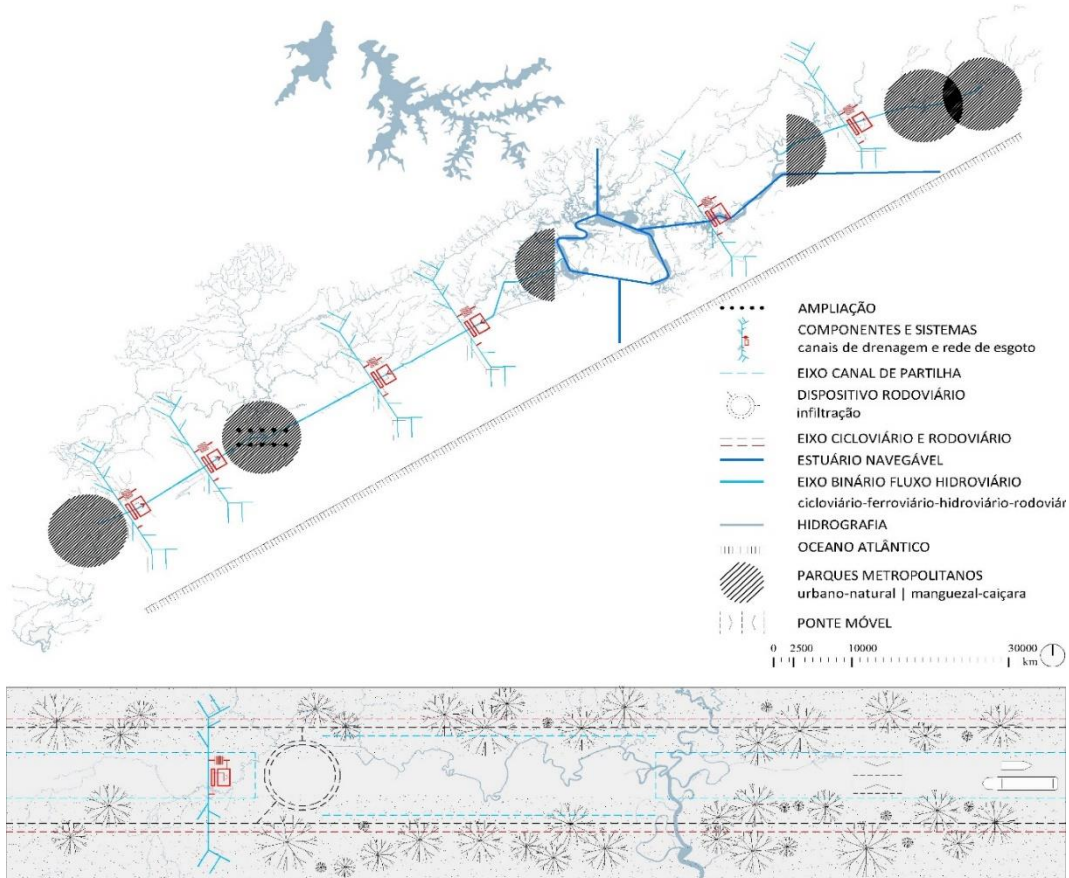 AMPLIAÇÃO
COMPONENTES E SISTEMAS
canais de drenagem e rede de esgoto
EIXO CANAL DE PARTILHA
DISPOSITIVO RODOVIÁRIO
infiltração
EIXO CICLOVIÁRIO E RODOVIÁRIO
ESTUÁRIO NAVEGÁVEL
EIXO BINÁRIO FLUXO HIDROVIÁRIO
cicloviário-ferroviário-hidroviário-rodoviár
HIDROGRAFIA
OCEANO ATLÂNTICO
PARQUES METROPOLITANOS
urbano-natural | manguezal-caiçara
PONTE MÓVEL
0 2500 10000 30000
km